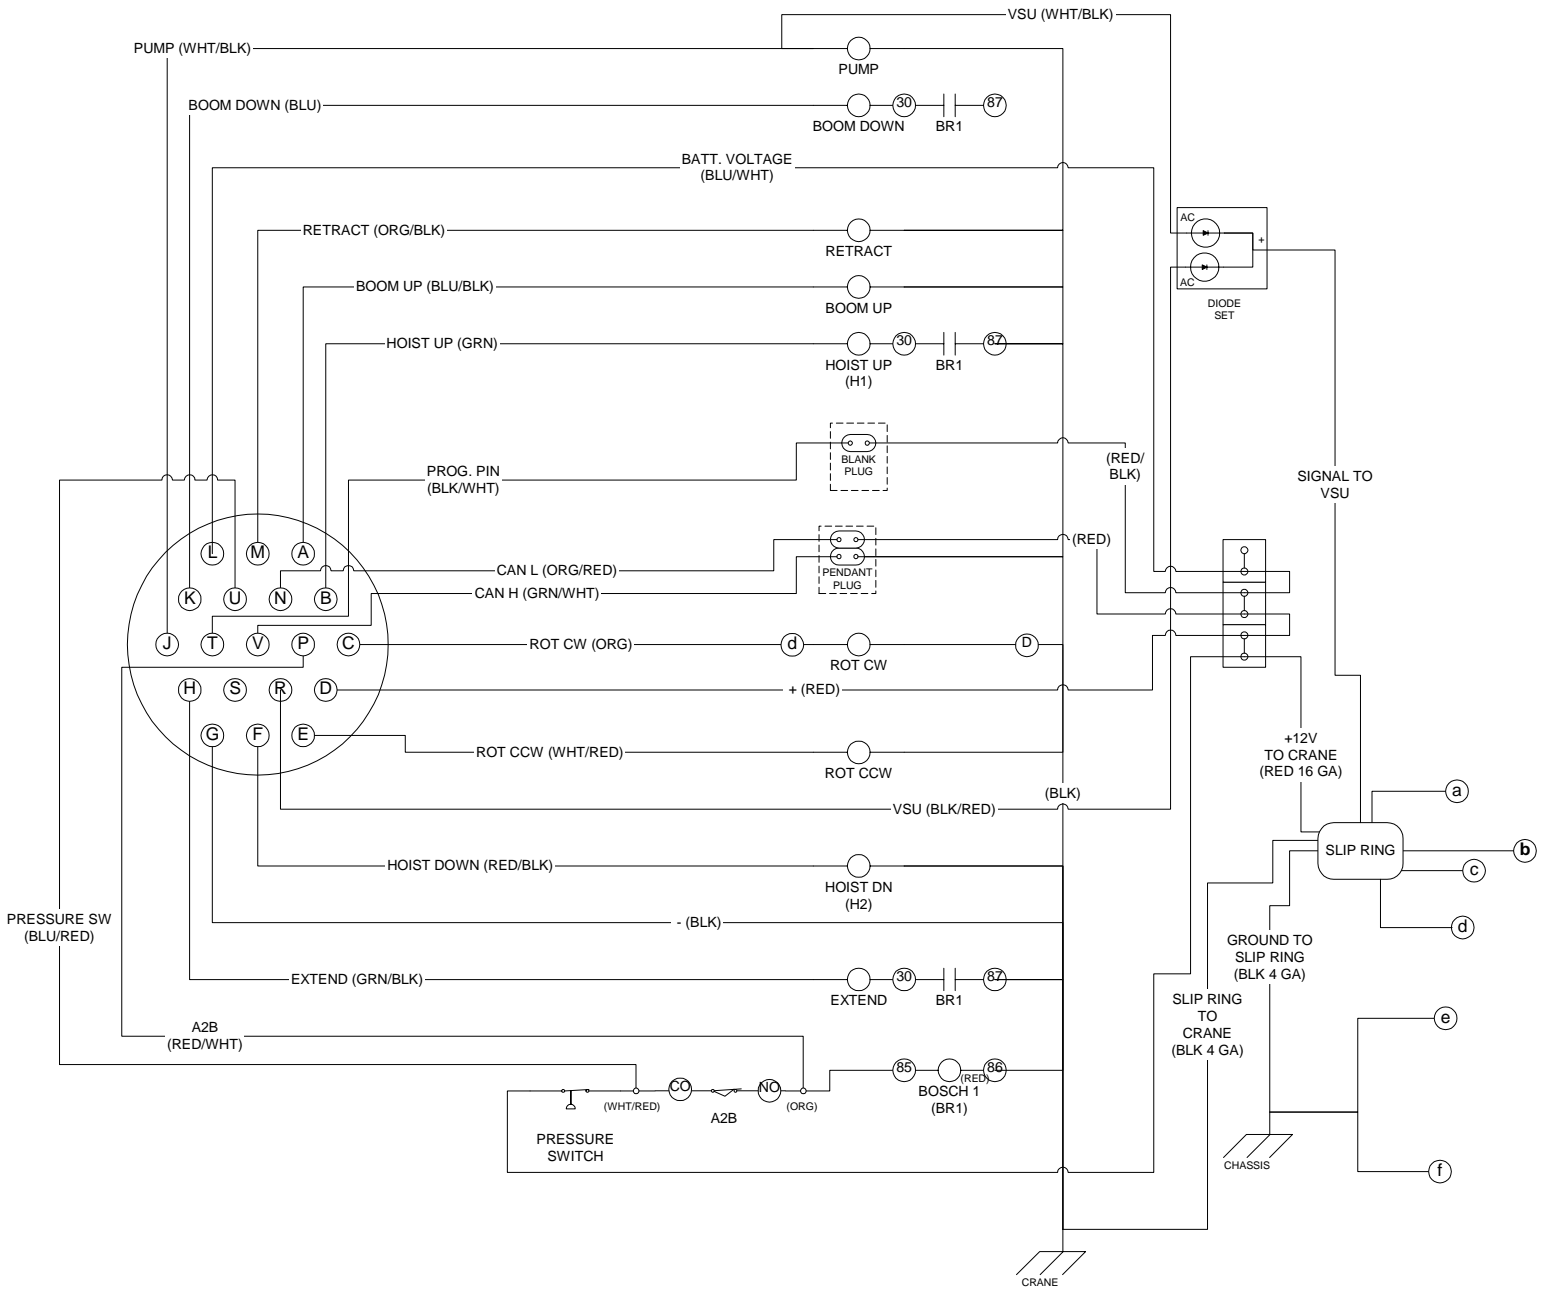 VSU (WHT/BLK)
PUMP (WHT/BLK)
PUMP
BOOM DOWN (BLU)
30
87
BOOM DOWN
BR1
BATT. VOLTAGE
(BLU/WHT)
AC
+
AC
DIODE
SET
RETRACT (ORG/BLK)
RETRACT
BOOM UP (BLU/BLK)
BOOM UP
HOIST UP (GRN)
30
87
HOIST UP
(H1)
BR1
BLANK
PLUG
(RED/
BLK)
PROG. PIN
(BLK/WHT)
SIGNAL TO
VSU
(RED)
PENDANT
PLUG
CAN L (ORG/RED)
CAN H (GRN/WHT)
L
M
A
K
U
N
B
J
T
V
P
C
H
S
R
D
G
F
E
ROT CW (ORG)
d
ROT CW
D
+ (RED)
ROT CCW (WHT/RED)
ROT CCW
+12V
TO CRANE
(RED 16 GA)
(BLK)
VSU (BLK/RED)
a
SLIP RING
b
c
d
HOIST DOWN (RED/BLK)
HOIST DN
(H2)
PRESSURE SW
(BLU/RED)
- (BLK)
GROUND TO
SLIP RING
(BLK 4 GA)
EXTEND (GRN/BLK)
30
87
EXTEND
BR1
SLIP RING
TO
CRANE
(BLK 4 GA)
e
A2B
(RED/WHT)
85
86
(RED)
BOSCH 1
(BR1)
CO
NO
(WHT/RED)
A2B
(ORG)
PRESSURE
SWITCH
CHASSIS
f
CRANE